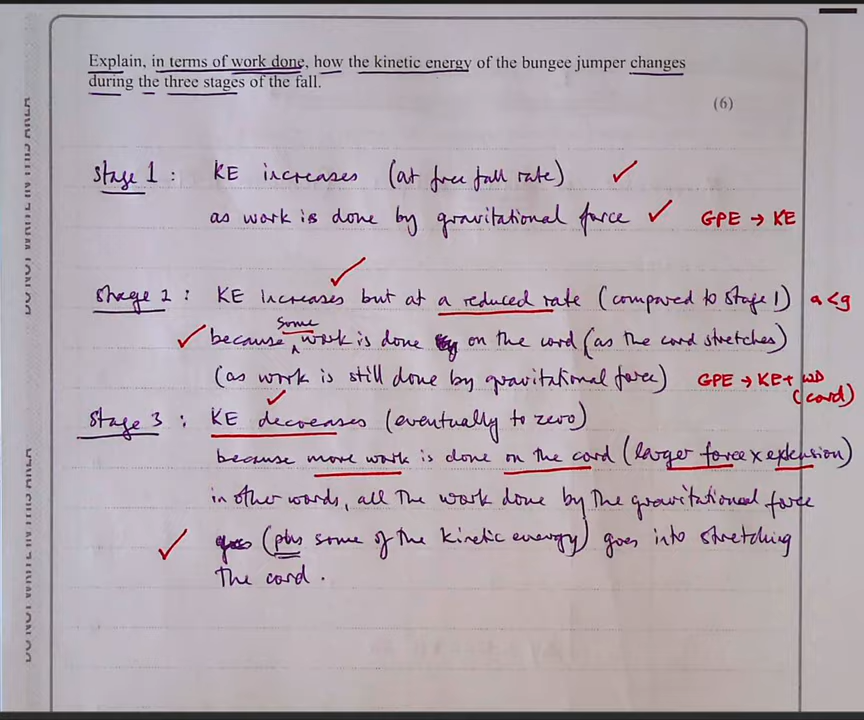 Explain, in terms of work done, how the kinetic energy of the bungee jumper changes
during the three stages of the fall.
(6)
Stage 1 : KE increases (at free fall rate) ✓
as work is done by gravitational force ✓ GPE → KE
Stage 2 : KE increases but at a reduced rate (compared to Stage 1) a<g
because some work is done on the cord (as the cord stretches)
(as work is still done by gravitational force) GPE → KE + WD (cord)
Stage 3 : KE decreases (eventually to zero)
because more work is done on the cord (larger force x extension)
in other words, all the work done by the gravitational force
(plus some of the kinetic energy) goes into stretching
the cord.